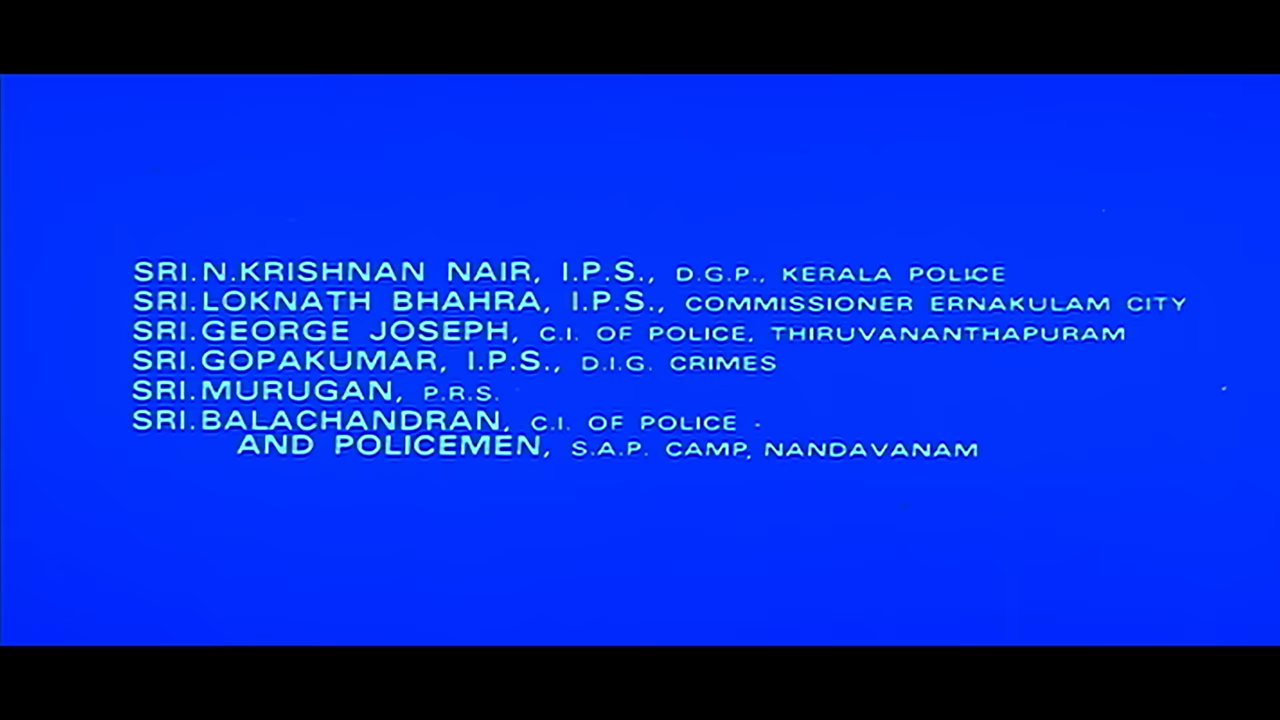 SRI.N.KRISHNAN NAIR, I.P.S., D.G.P., KERALA POLICE
SRI.LOKNATH BHAHRA, I.P.S., COMMISSIONER ERNAKULAM CITY
SRI.GEORGE JOSEPH, C.I. OF POLICE, THIRUVANANTHAPURAM
SRI.GOPAKUMAR, I.P.S., D.I.G. CRIMES
SRI.MURUGAN, P.R.S.
SRI.BALACHANDRAN, C.I. OF POLICE -
AND POLICEMEN, S.A.P. CAMP, NANDAVANAM